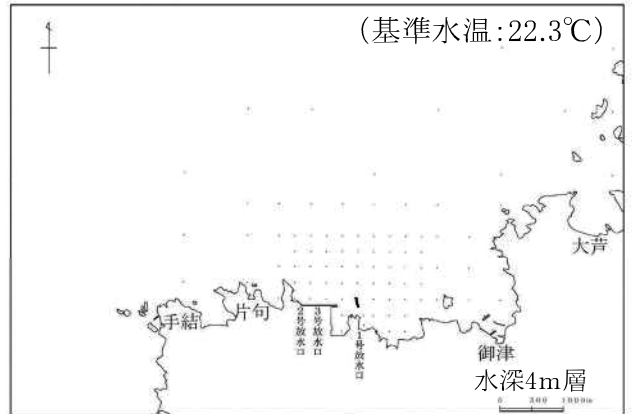 (基準水温:22.3℃)
大芦
手結
片句
2号放水口
3号放水口
1号放水口
御津
水深4m層
0 500 1000m